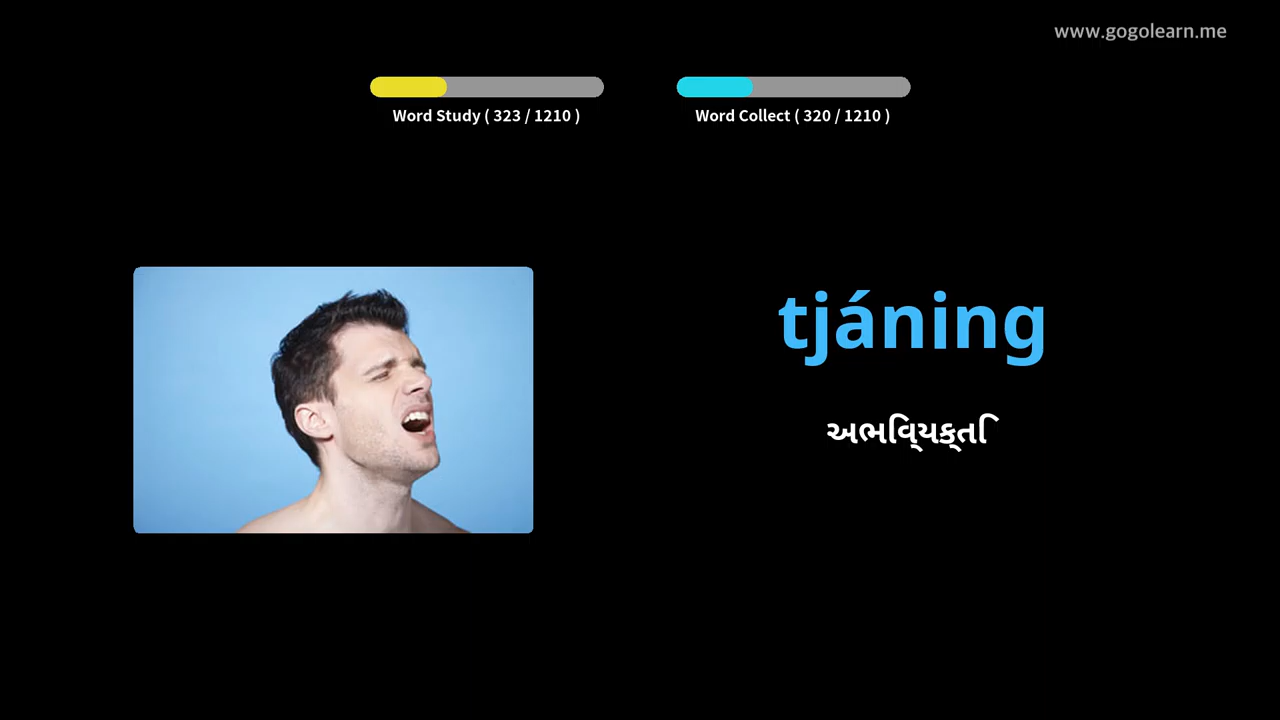 www.gogolearn.me
Word Study ( 323 / 1210 )
Word Collect ( 320 / 1210 )
tjáning
અભિવ્યક્તિ